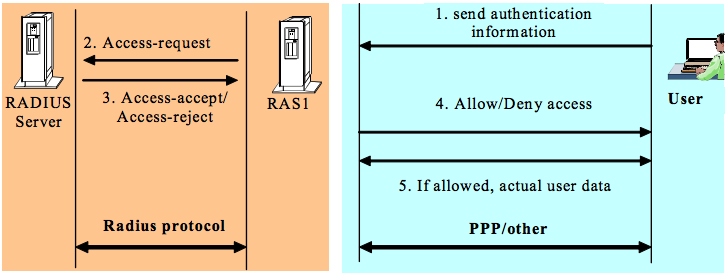 RADIUS
Server
2. Access-request
3. Access-accept/
Access-reject
RAS1
Radius protocol
1. send authentication
information
4. Allow/Deny access
User
5. If allowed, actual user data
PPP/other